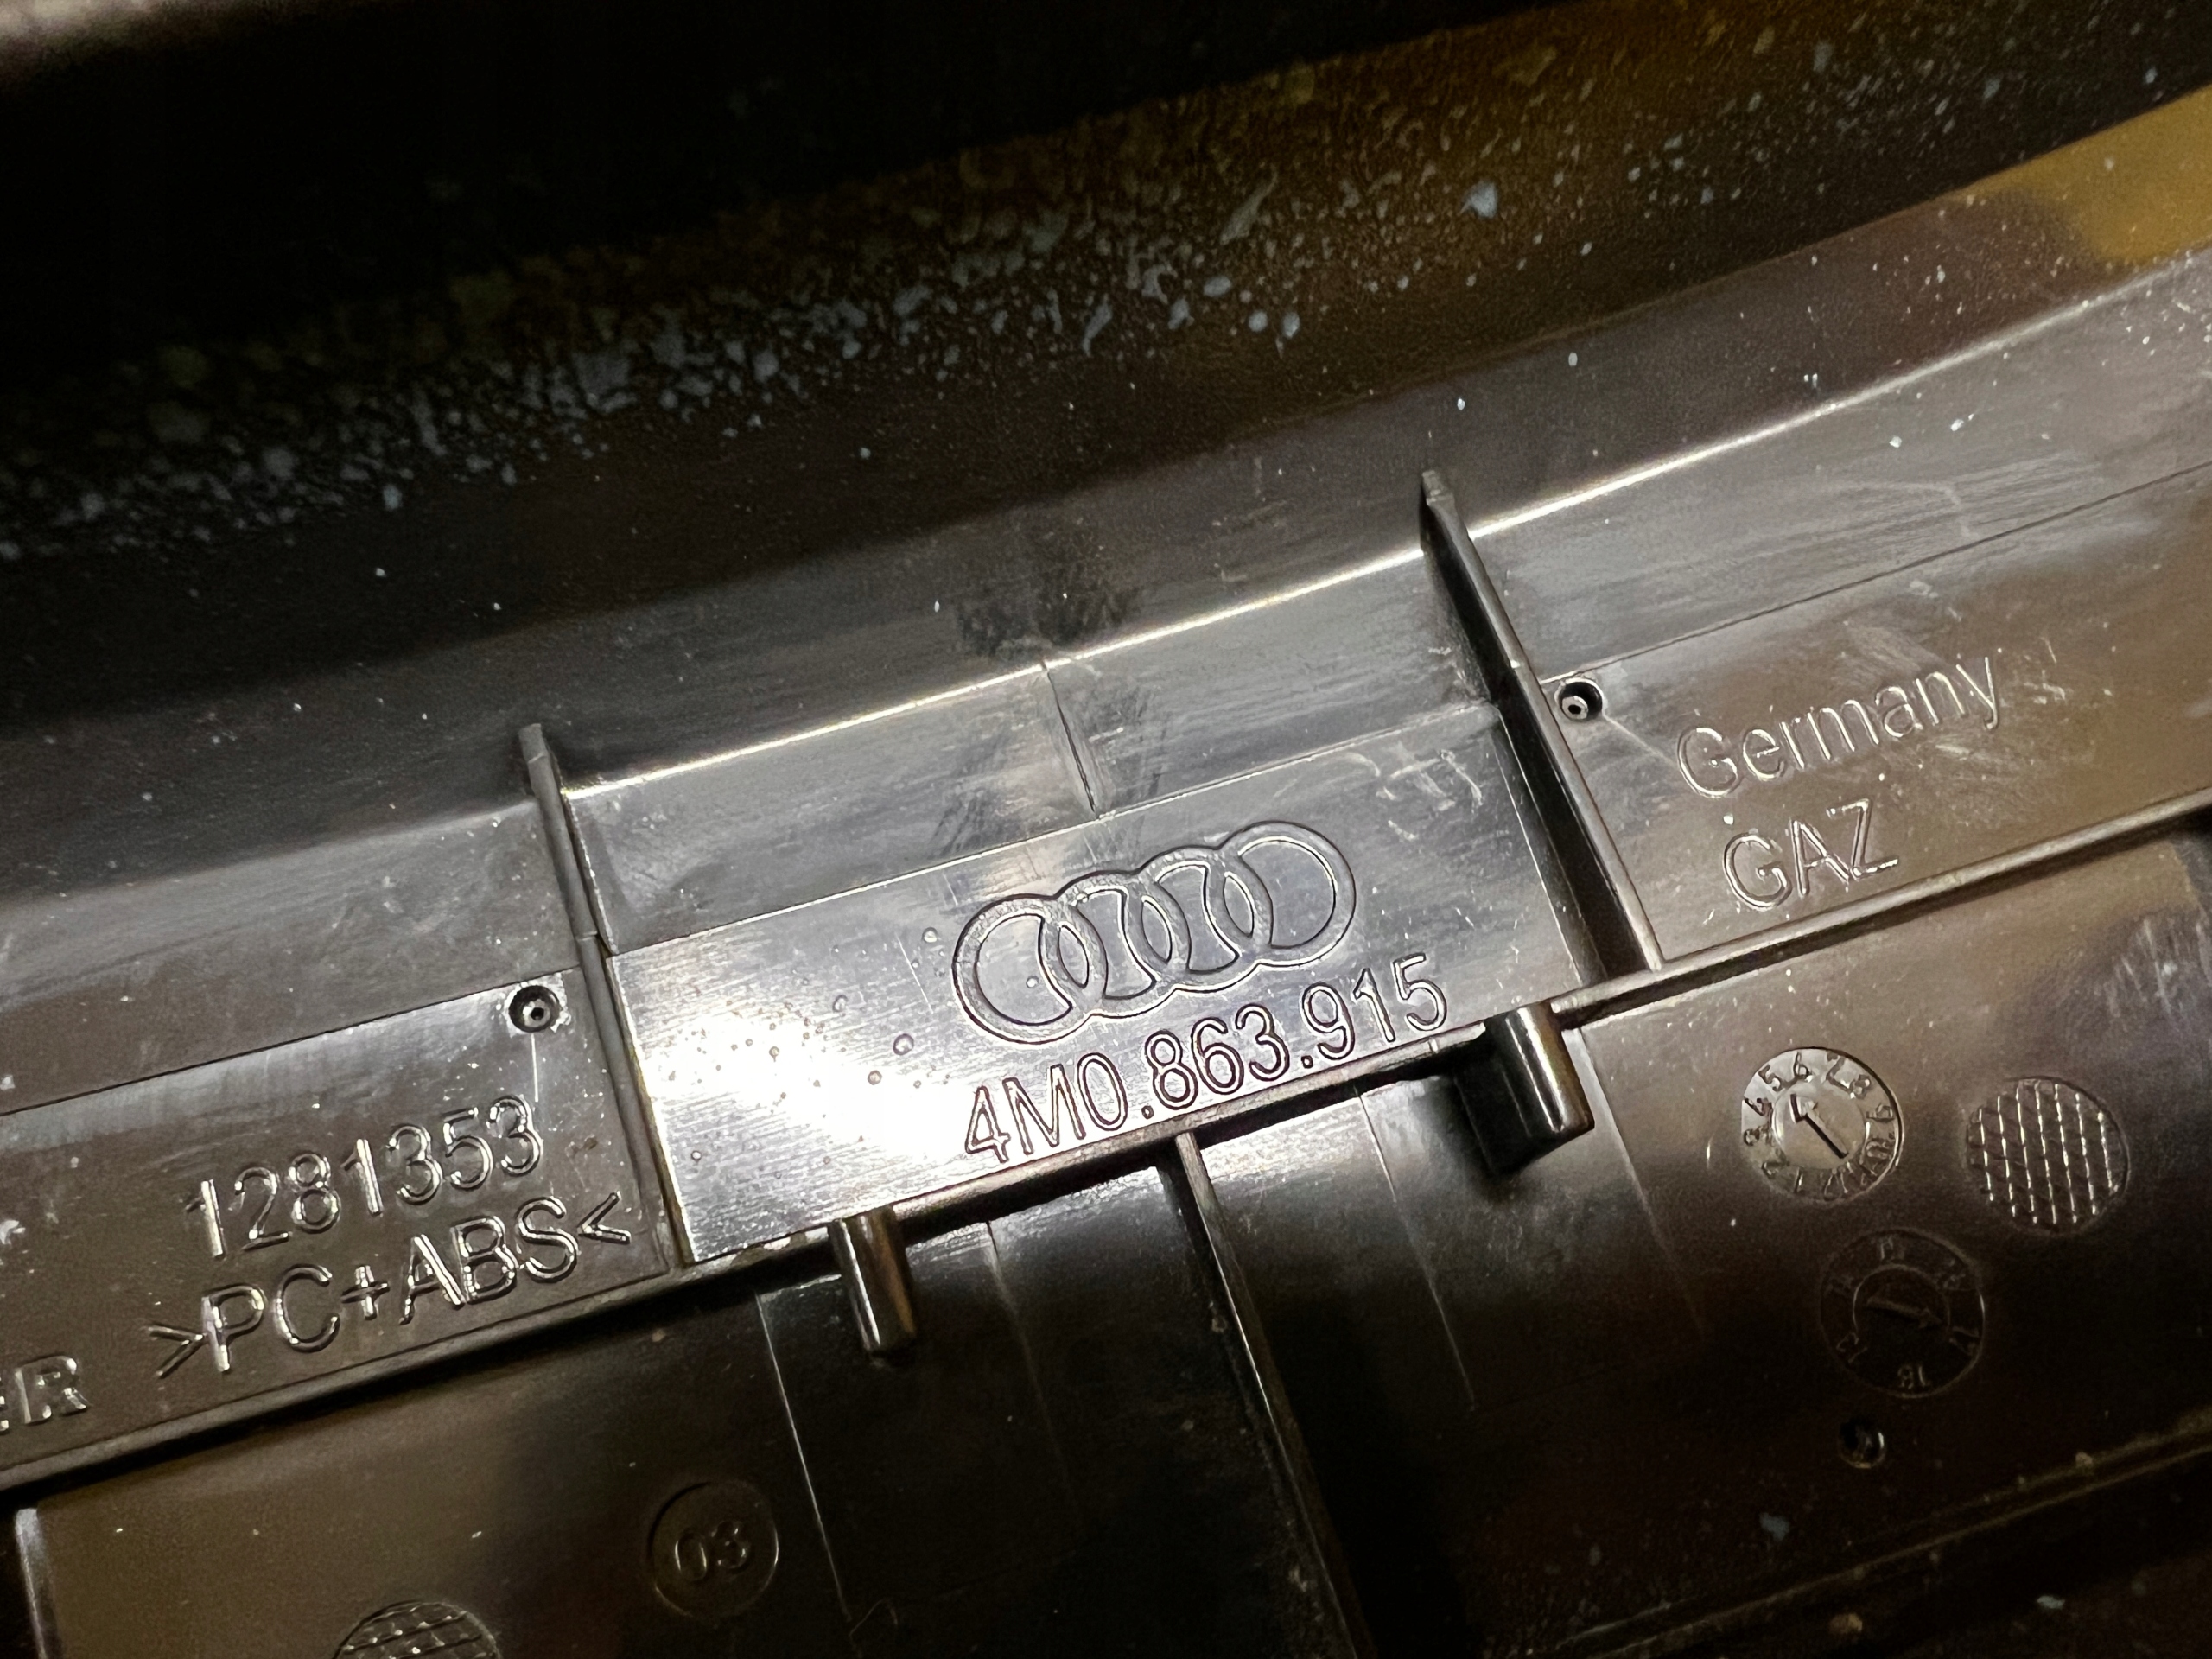 Germany
GAZ
4M0.863.915
1281353
>PC+ABS<
03